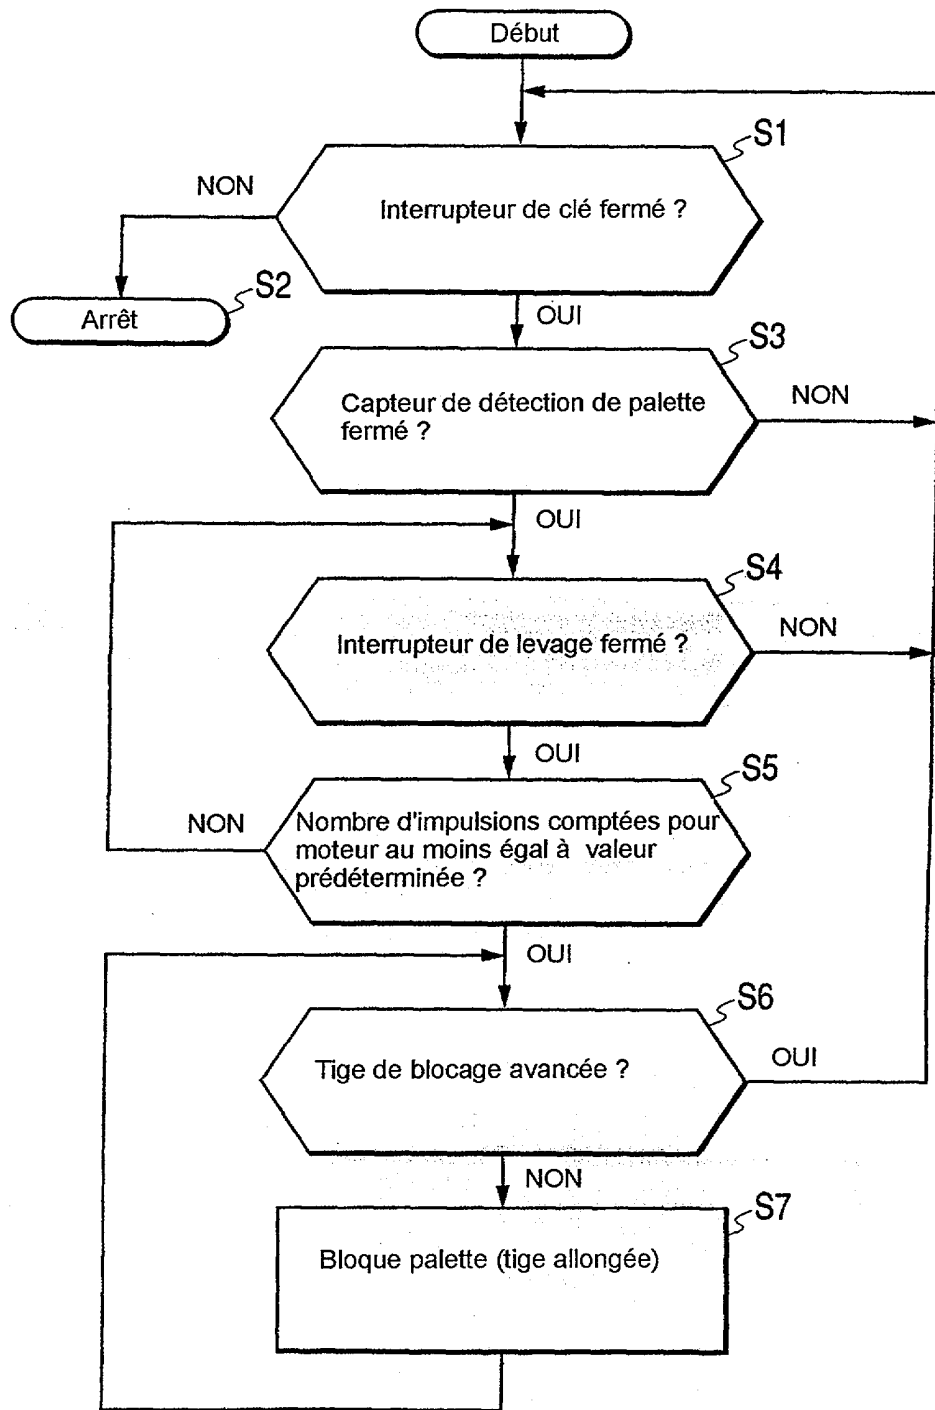 Début
S1
NON
Interrupteur de clé fermé ?
S2
OUI
Arrêt
S3
NON
Capteur de détection de palette
fermé ?
OUI
S4
NON
Interrupteur de levage fermé ?
OUI
S5
NON
Nombre d'impulsions comptées pour
moteur au moins égal à valeur
prédéterminée ?
OUI
S6
OUI
Tige de blocage avancée ?
NON
S7
Bloque palette (tige allongée)